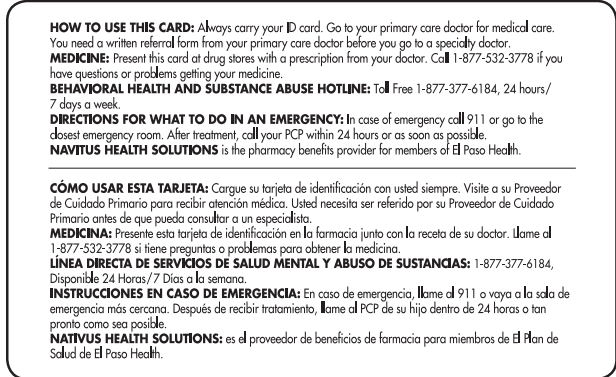 HOW TO USE THIS CARD: Always carry your ID card. Go to your primary care doctor for medical care.
You need a written referral form from your primary care doctor before you go to a specialty doctor.
MEDICINE: Present this card at drug stores with a prescription from your doctor. Call 1-877-532-3778 if you
have questions or problems getting your medicine.
BEHAVIORAL HEALTH AND SUBSTANCE ABUSE HOTLINE: Toll Free 1-877-377-6184, 24 hours/
7 days a week.
DIRECTIONS FOR WHAT TO DO IN AN EMERGENCY: In case of emergency call 911 or go to the
closest emergency room. After treatment, call your PCP within 24 hours or as soon as possible.
NAVITUS HEALTH SOLUTIONS is the pharmacy benefits provider for members of El Paso Health.
CÓMO USAR ESTA TARJETA: Cargue su tarjeta de identificación con usted siempre. Visite a su Proveedor
de Cuidado Primario para recibir atención médica. Usted necesita ser referido por su Proveedor de Cuidado
Primario antes de que pueda consultar a un especialista.
MEDICINA: Presente esta tarjeta de identificación en la farmacia junto con la receta de su doctor. Llame al
1-877-532-3778 si tiene preguntas o problemas para obtener la medicina.
LÍNEA DIRECTA DE SERVICIOS DE SALUD MENTAL Y ABUSO DE SUSTANCIAS: 1-877-377-6184,
Disponible 24 Horas/7 Días a la semana.
INSTRUCCIONES EN CASO DE EMERGENCIA: En caso de emergencia, llame al 911 o vaya a la sala de
emergencia más cercana. Después de recibir tratamiento, llame al PCP de su hijo dentro de 24 horas o tan
pronto como sea posible.
NATIVUS HEALTH SOLUTIONS: es el proveedor de beneficios de farmacia para miembros de El Plan de
Salud de El Paso Health.